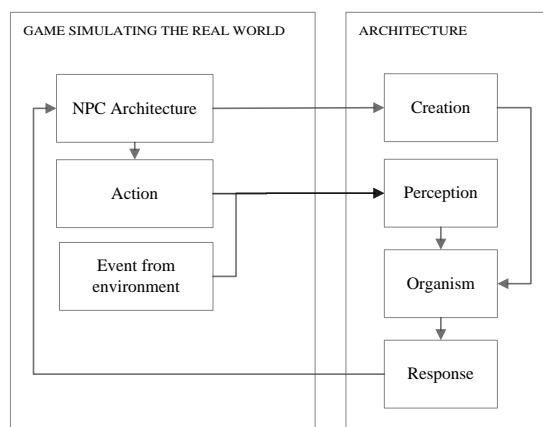 GAME SIMULATING THE REAL WORLD
NPC Architecture
Action
Event from
environment
ARCHITECTURE
Creation
Perception
Organism
Response